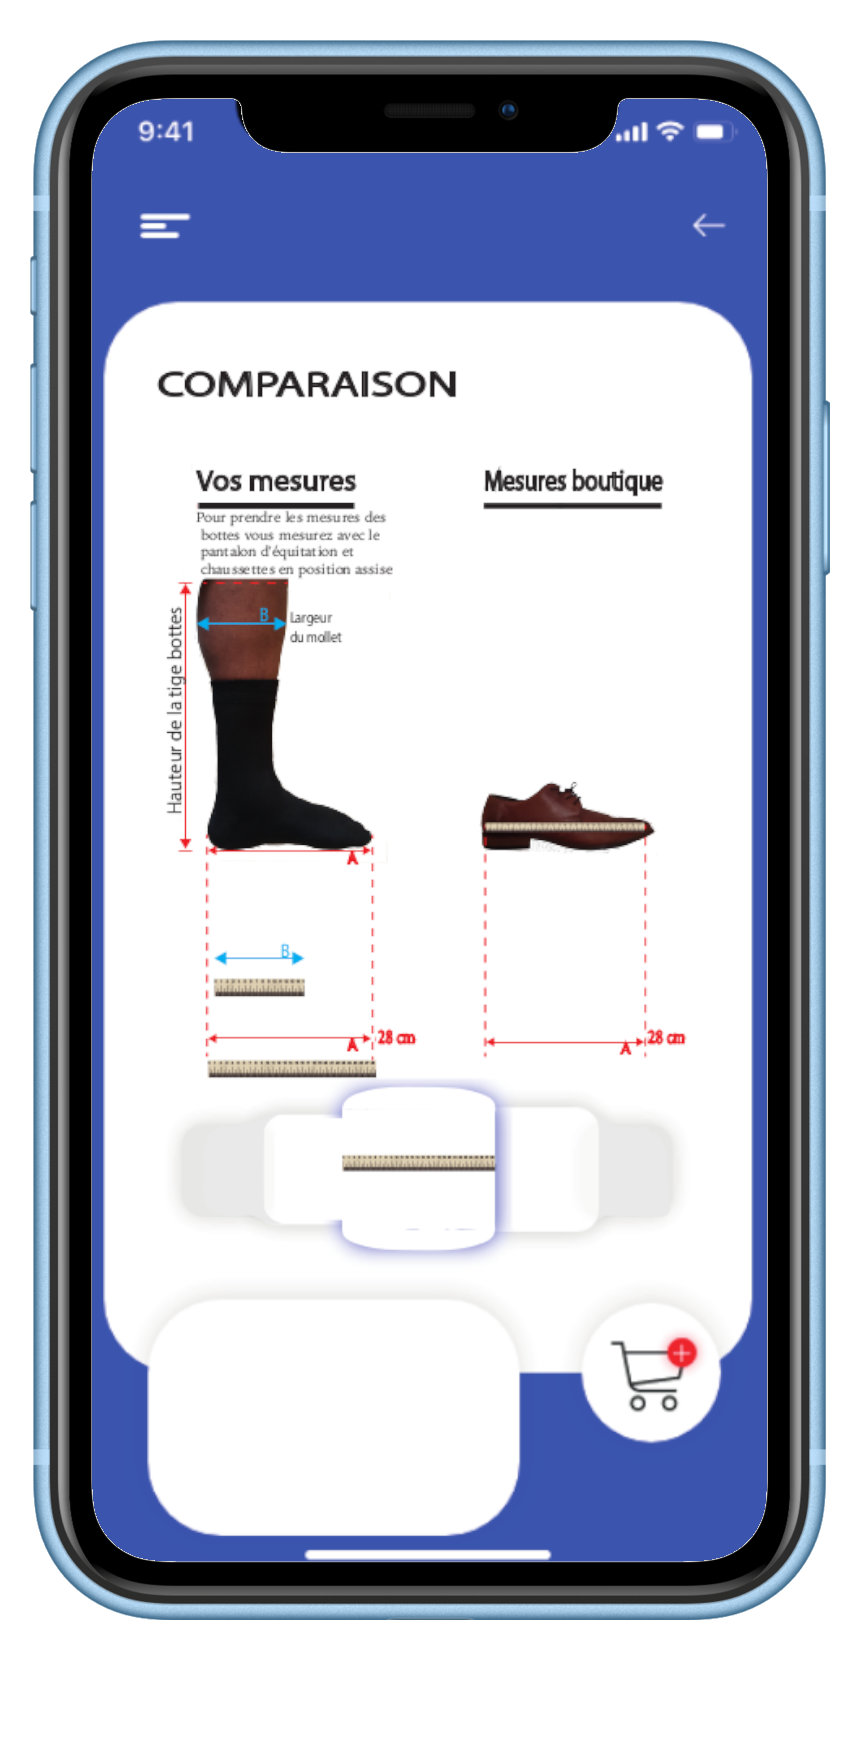 9:41
COMPARAISON
Vos mesures
Mesures boutique
Pour prendre les mesures des
bottes vous mesurez avec le
pantalon d'équitation et
chaussettes en position assise
B
Largeur
du mollet
Hauteur de la tige bottes
A
B
A
28 cm
A
28 cm